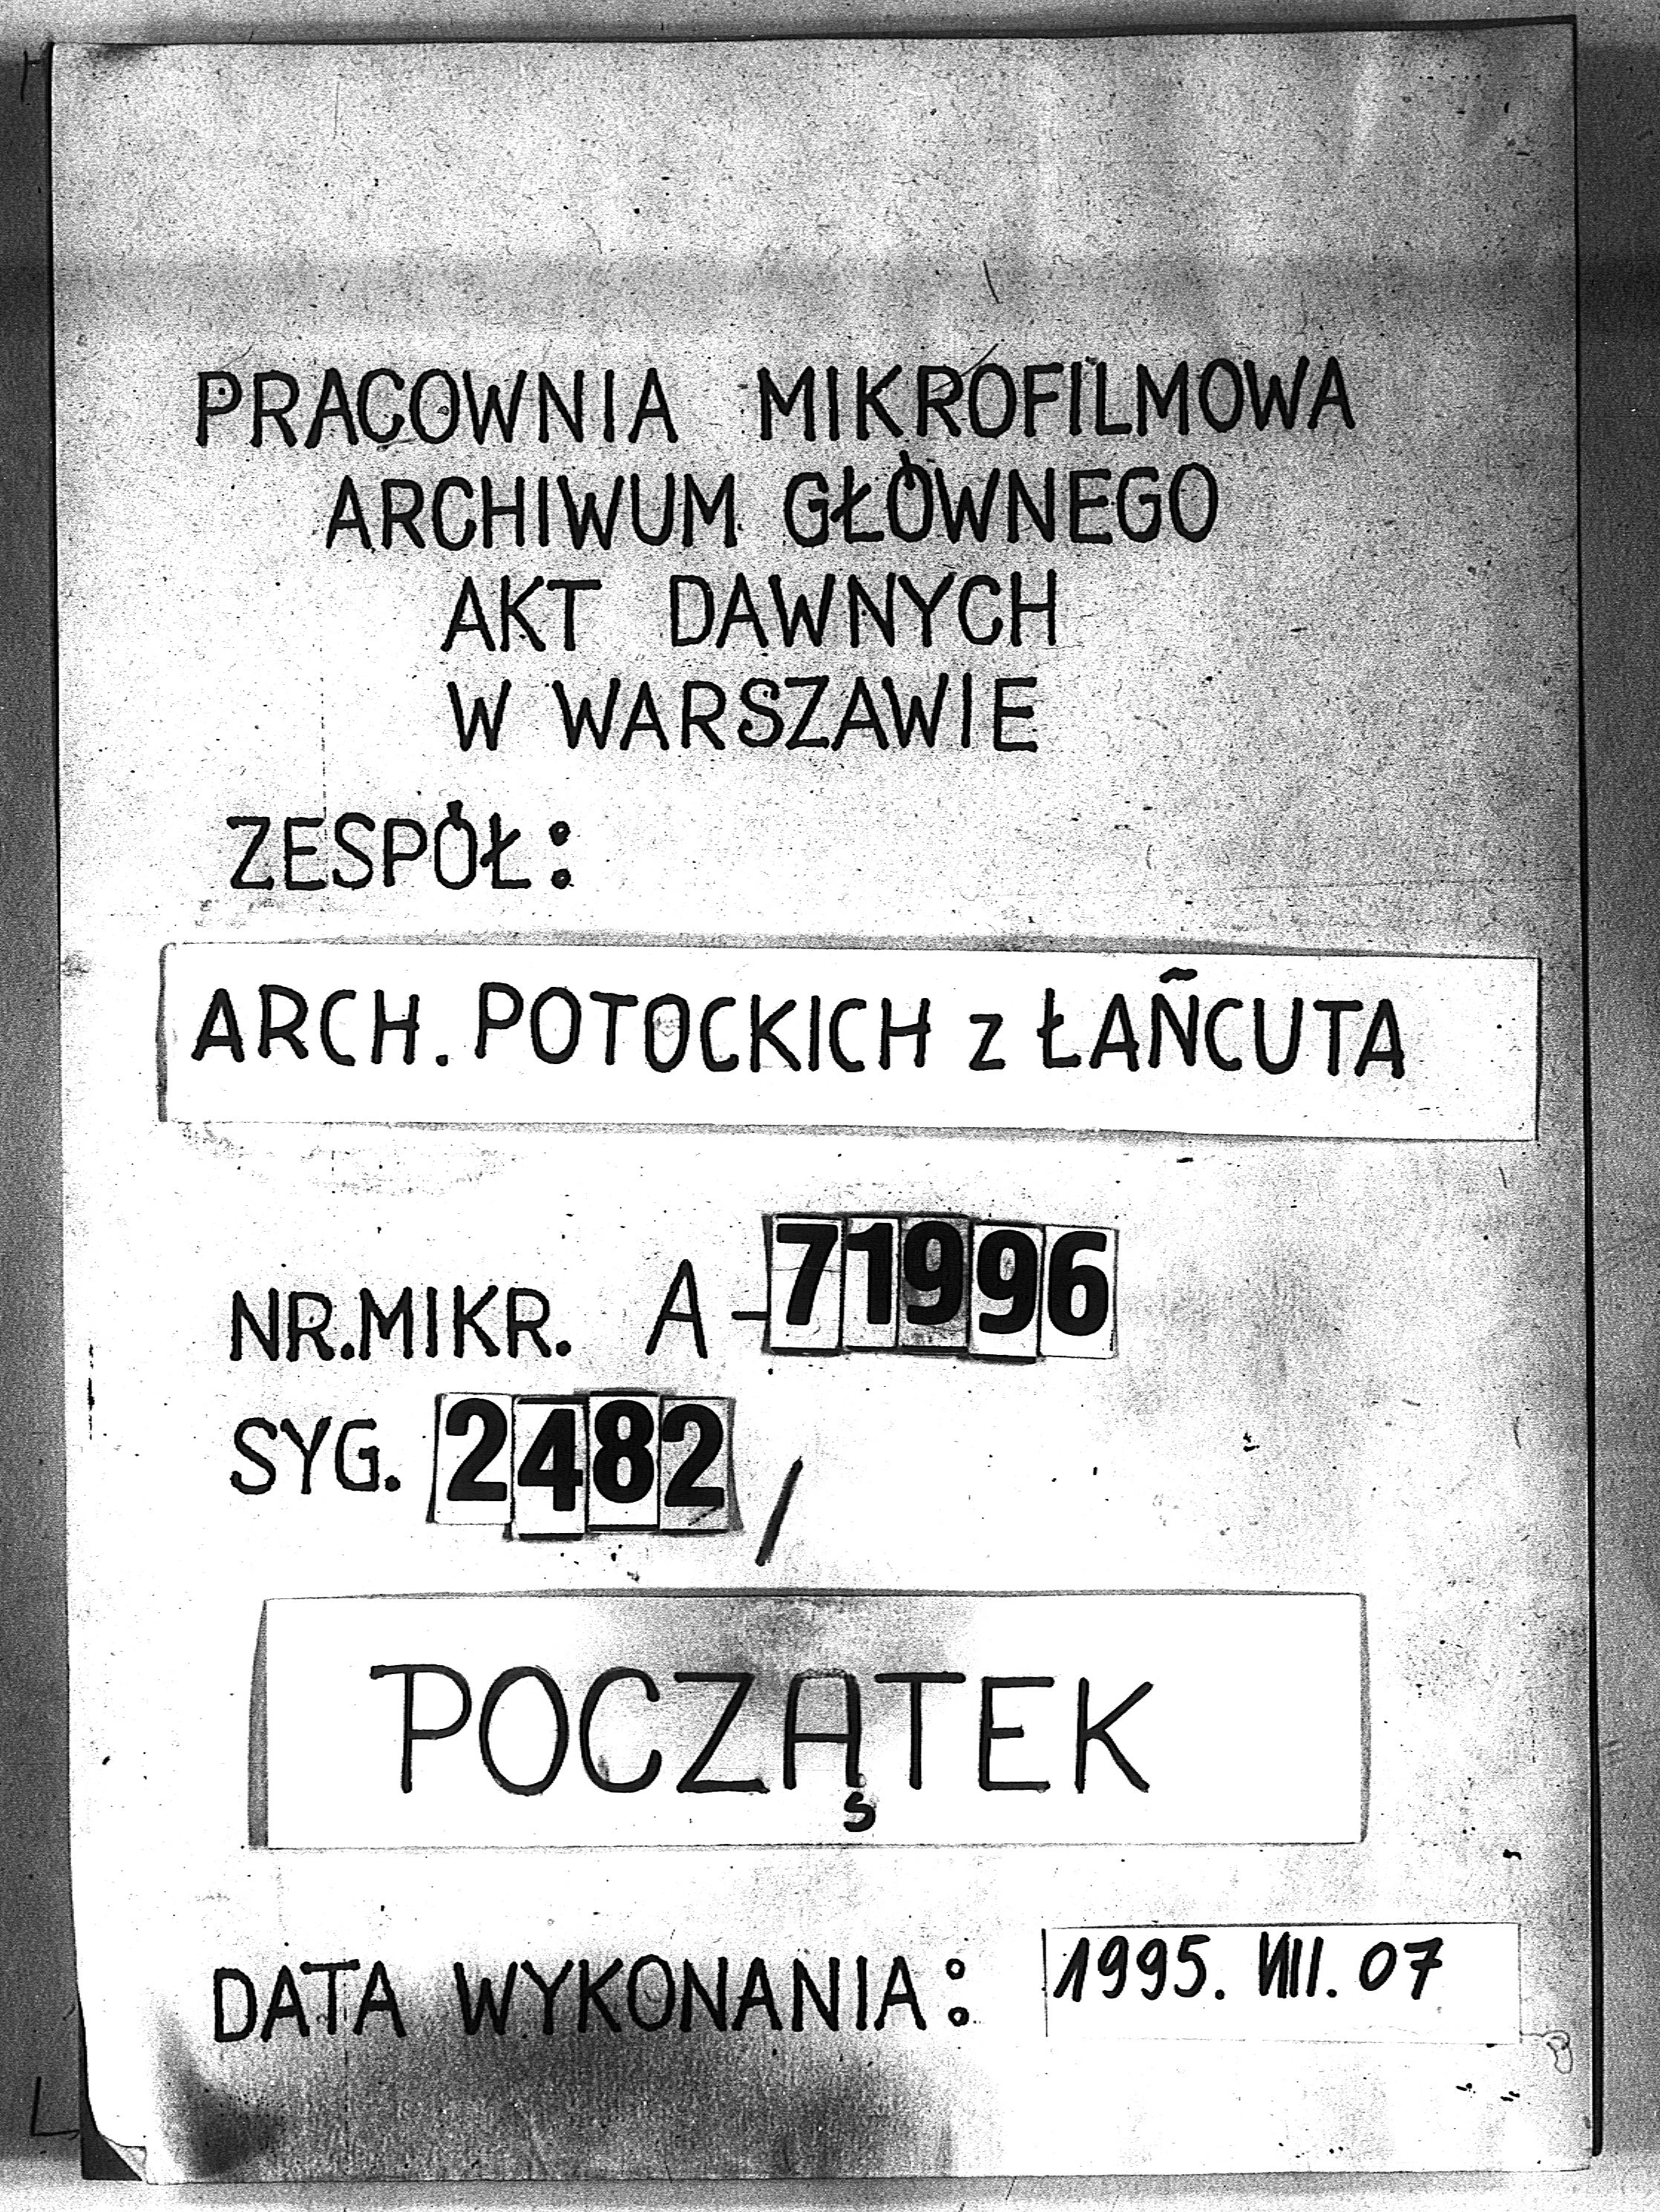 PRACOWNIA MIKROFILMOWA
ARCHIWUM GŁÓWNEGO
AKT DAWNYCH
W WARSZAWIE
ZESPÓŁ:
ARCH. POTOCKICH z ŁAŃCUTA
NR.MIKR. A-71996
SYG. 2482/
POCZĄTEK
DATA WYKONANIA: 1995. VIII. 07